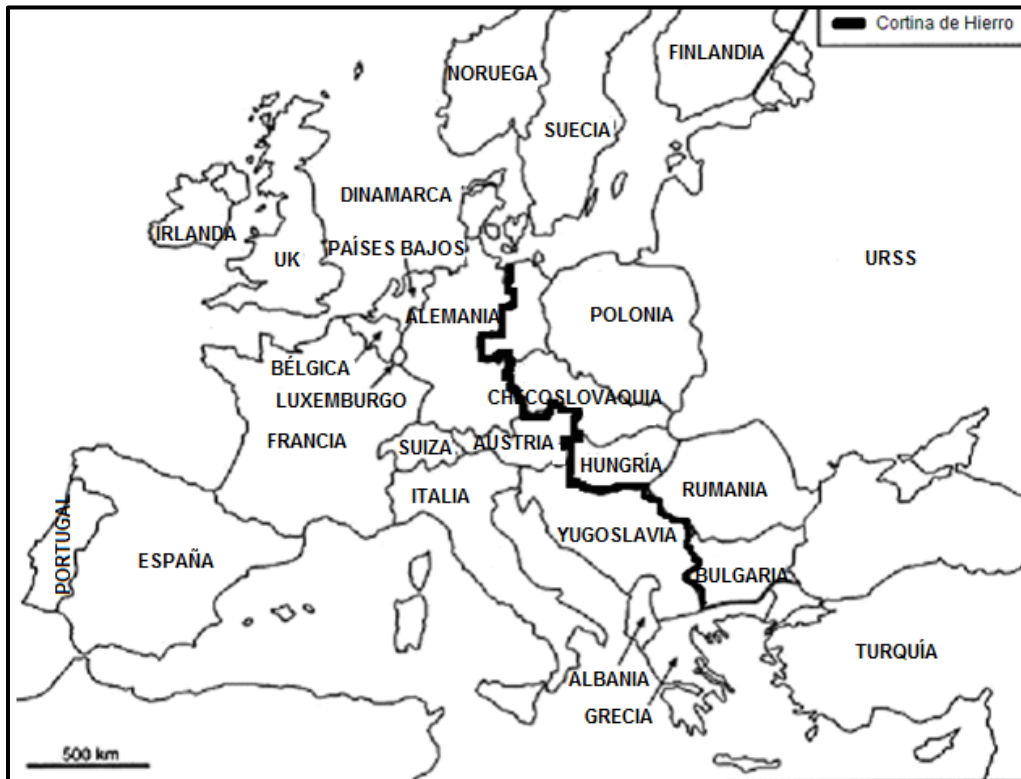 Cortina de Hierro
FINLANDIA
NORUEGA
SUECIA
DINAMARCA
IRLANDA
PAÍSES BAJOS
UK
URSS
ALEMANIA
POLONIA
BÉLGICA
CHECOSLOVAQUIA
LUXEMBURGO
FRANCIA
SUIZA
AUSTRIA
HUNGRÍA
ITALIA
RUMANIA
YUGOSLAVIA
PORTUGAL
ESPAÑA
BULGARIA
TURQUÍA
ALBANIA
GRECIA
500 km